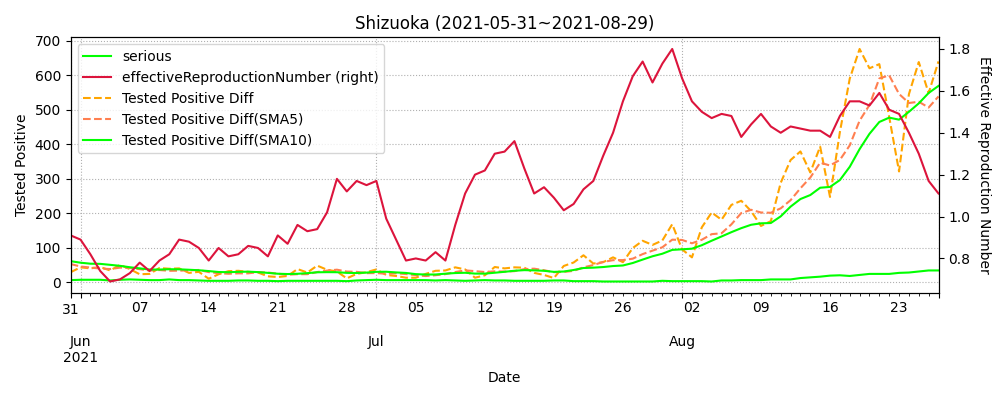 Shizuoka (2021-05-31~2021-08-29)
serious
effectiveReproductionNumber (right)
Tested Positive Diff
Tested Positive Diff(SMA5)
Tested Positive Diff(SMA10)
Tested Positive
700
600
500
400
300
200
100
0
1.8
1.6
1.4
1.2
1.0
0.8
Effective Reproduction Number
31 07 14 21 28 05 12 19 26 02 09 16 23
Jun Jul Aug
2021
Date